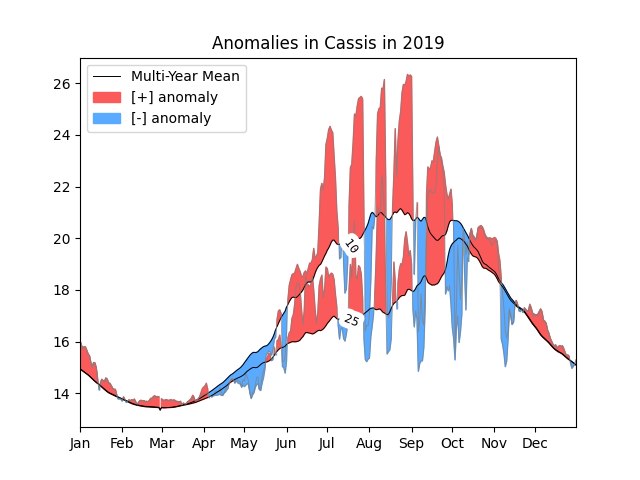 Anomalies in Cassis in 2019
Multi-Year Mean
[+] anomaly
[-] anomaly
26
24
22
20
18
16
14
10
25
Jan Feb Mar Apr May Jun Jul Aug Sep Oct Nov Dec